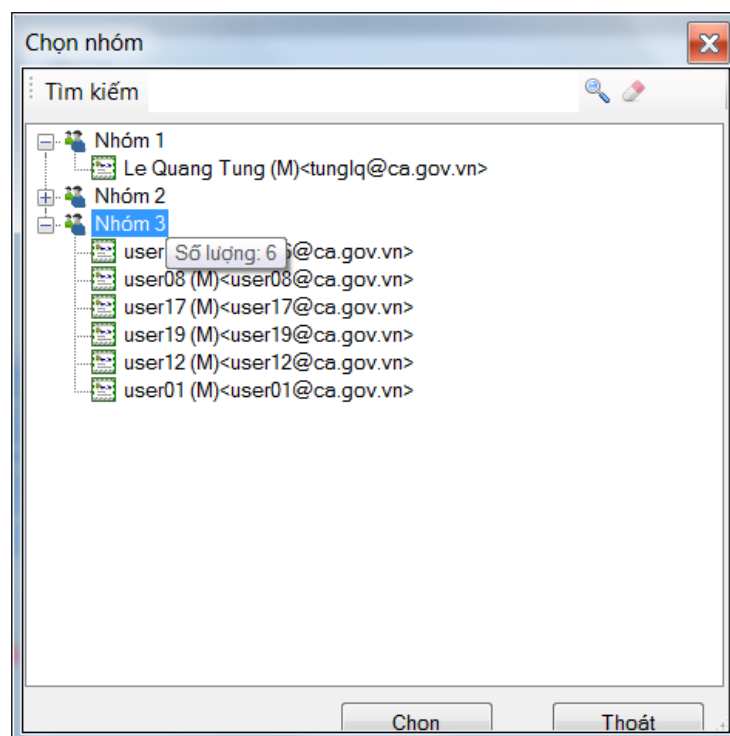 Chọn nhóm
Tìm kiếm
Nhóm 1
Le Quang Tung (M)<tunglq@ca.gov.vn>
Nhóm 2
Nhóm 3
user Số lượng: 6 @ca.gov.vn>
user08 (M)<user08@ca.gov.vn>
user17 (M)<user17@ca.gov.vn>
user19 (M)<user19@ca.gov.vn>
user12 (M)<user12@ca.gov.vn>
user01 (M)<user01@ca.gov.vn>
Chọn Thoát